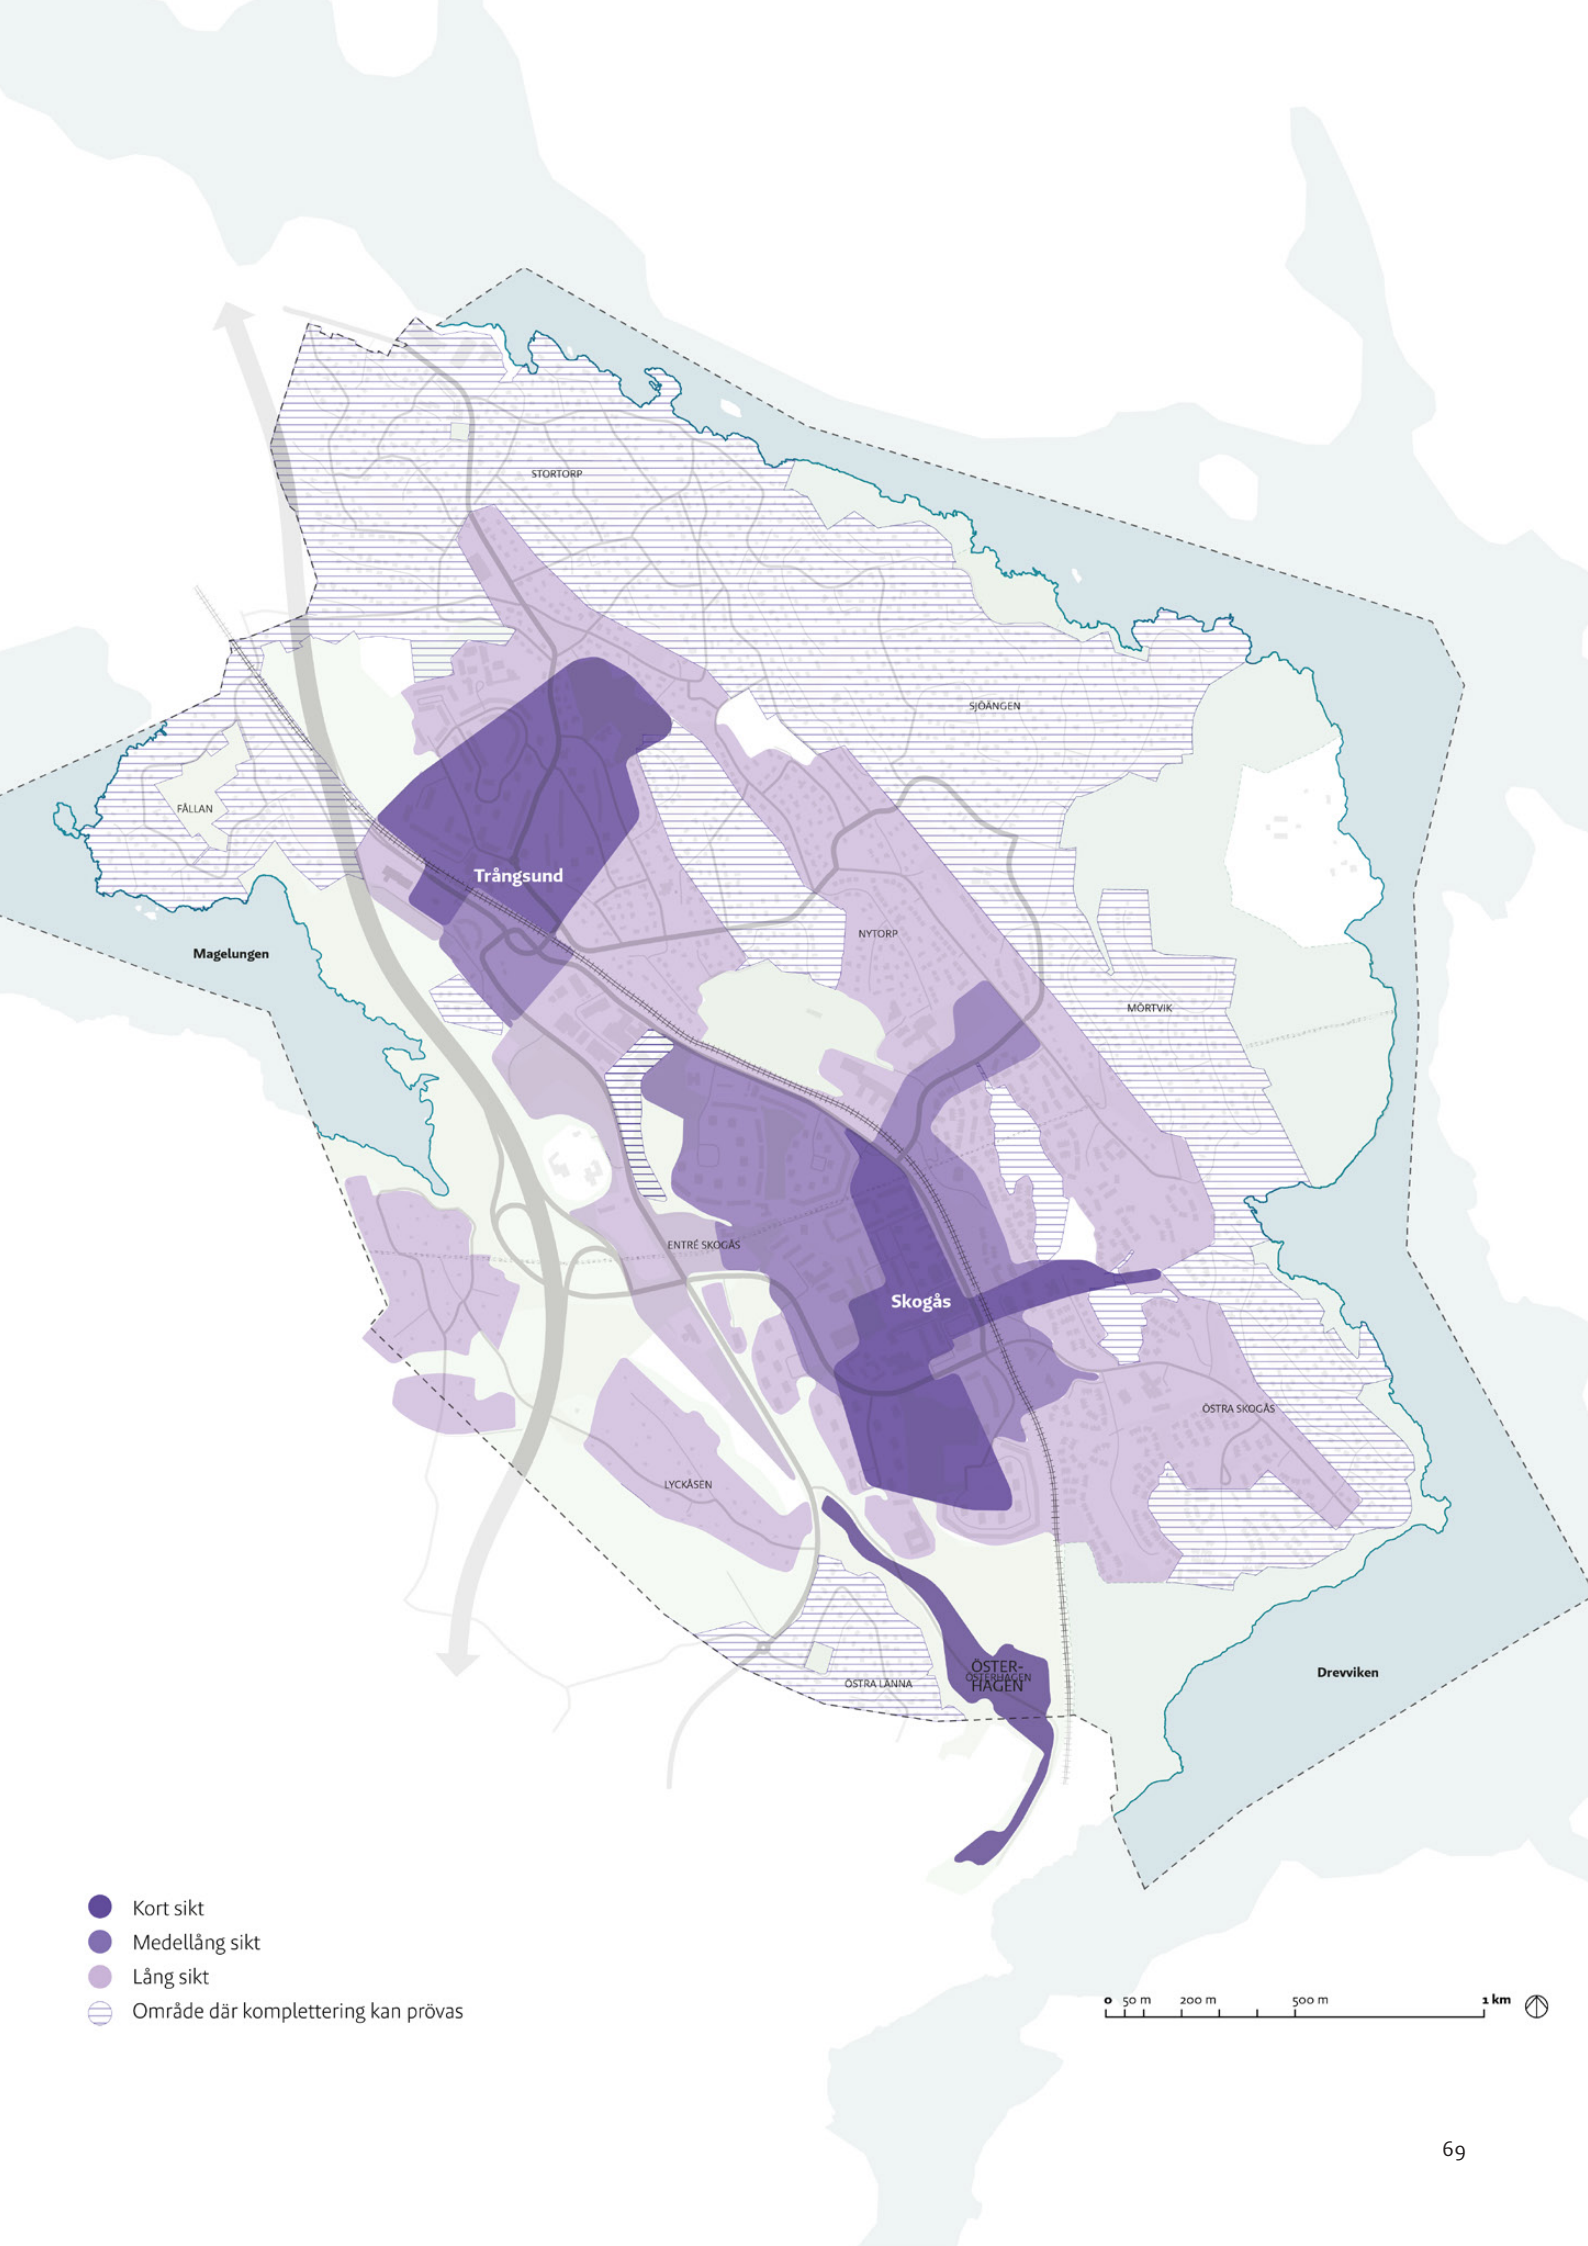 STORTORP
SJÖÄNGEN
FÅLLAN
Trångsund
NYTORP
Magelungen
MÖRTVIK
ENTRÉ SKOGÅS
Skogås
ÖSTRA SKOGÅS
LYCKÅSEN
ÖSTER-
ÖSTERHAGEN
HAGEN
ÖSTRA LÄNNA
Drevviken
Kort sikt
Medellång sikt
Lång sikt
Område där komplettering kan prövas
0 50 m 200 m 500 m 1 km
69